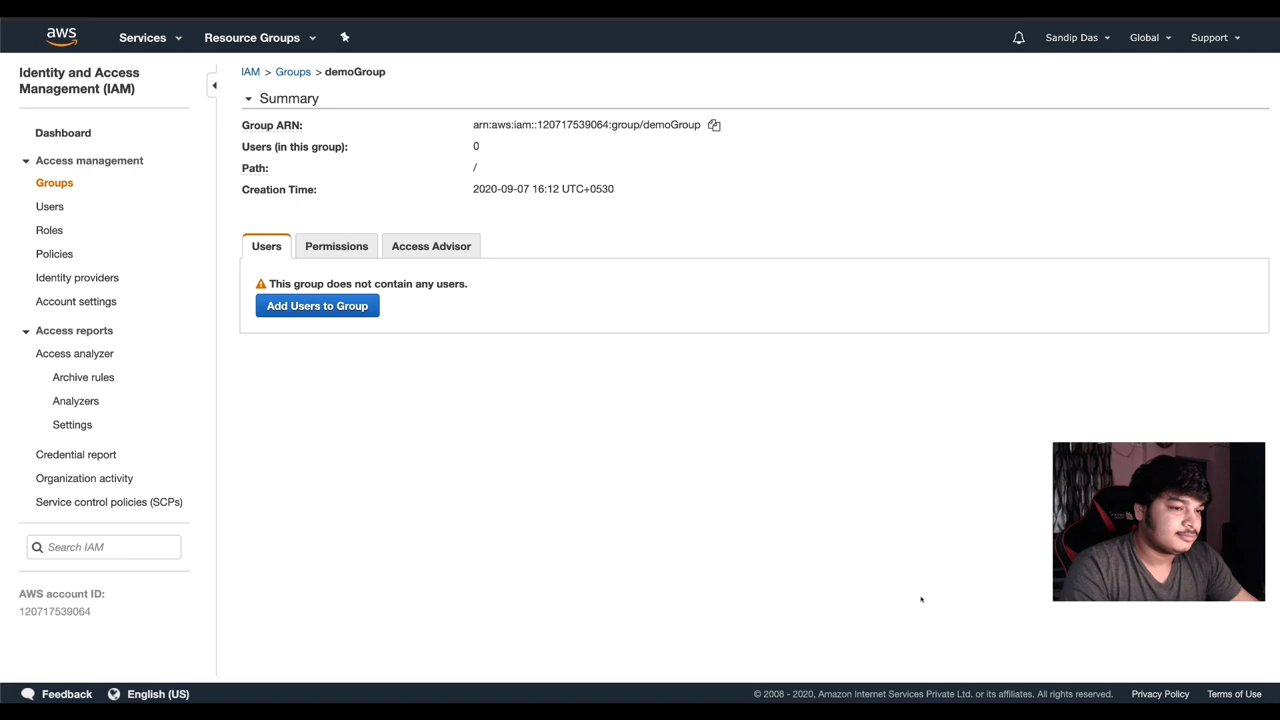 aws Services Resource Groups Sandip Das Global Support
Identity and Access
Management (IAM)
Dashboard
Access management
Groups
Users
Roles
Policies
Identity providers
Account settings
Access reports
Access analyzer
Archive rules
Analyzers
Settings
Credential report
Organization activity
Service control policies (SCPs)
Search IAM
AWS account ID:
120717539064
IAM > Groups > demoGroup
Summary
Group ARN: arn:aws:iam::120717539064:group/demoGroup
Users (in this group): 0
Path: /
Creation Time: 2020-09-07 16:12 UTC+0530
Users Permissions Access Advisor
This group does not contain any users.
Add Users to Group
Feedback English (US) © 2008 - 2020, Amazon Internet Services Private Ltd. or its affiliates. All rights reserved. Privacy Policy Terms of Use